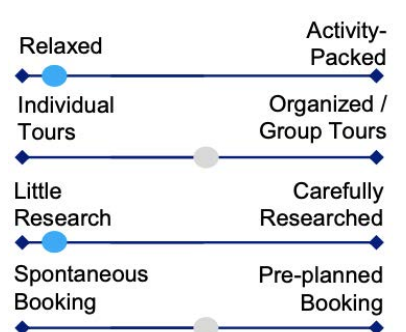 Relaxed
Activity-
Packed
Individual
Tours
Organized /
Group Tours
Little
Research
Carefully
Researched
Spontaneous
Booking
Pre-planned
Booking